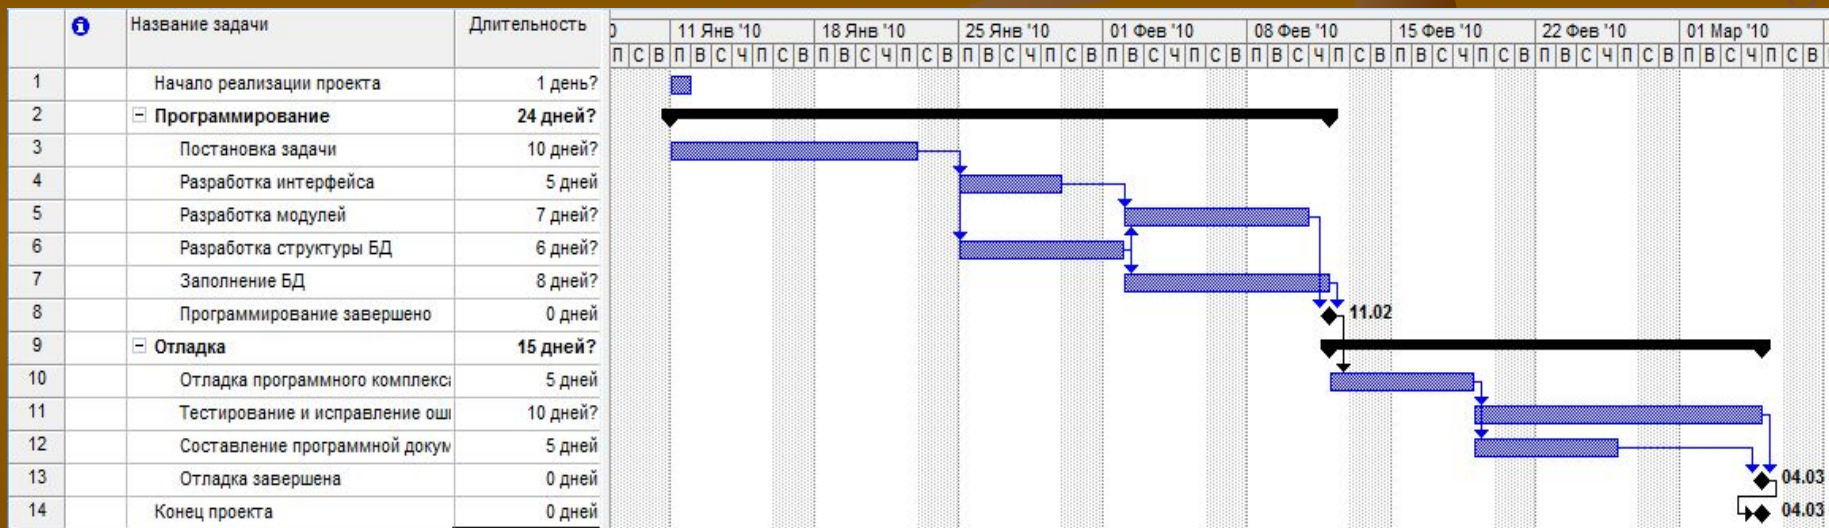 Название задачи Длительность 0 11 Янв '10 18 Янв '10 25 Янв '10 01 Фев '10 08 Фев '10 15 Фев '10 22 Фев '10 01 Мар '10
П С В П В С Ч П С В П В С Ч П С В П В С Ч П С В П В С Ч П С В П В С Ч П С В П В С Ч П С В П В С Ч П С В П В С Ч П С В
1 Начало реализации проекта 1 день?
2 Программирование 24 дней?
3 Постановка задачи 10 дней?
4 Разработка интерфейса 5 дней
5 Разработка модулей 7 дней?
6 Разработка структуры БД 6 дней?
7 Заполнение БД 8 дней?
8 Программирование завершено 0 дней 11.02
9 Отладка 15 дней?
10 Отладка программного комплекс 5 дней
11 Тестирование и исправление ош 10 дней?
12 Составление программной докум 5 дней
13 Отладка завершена 0 дней 04.03
14 Конец проекта 0 дней 04.03